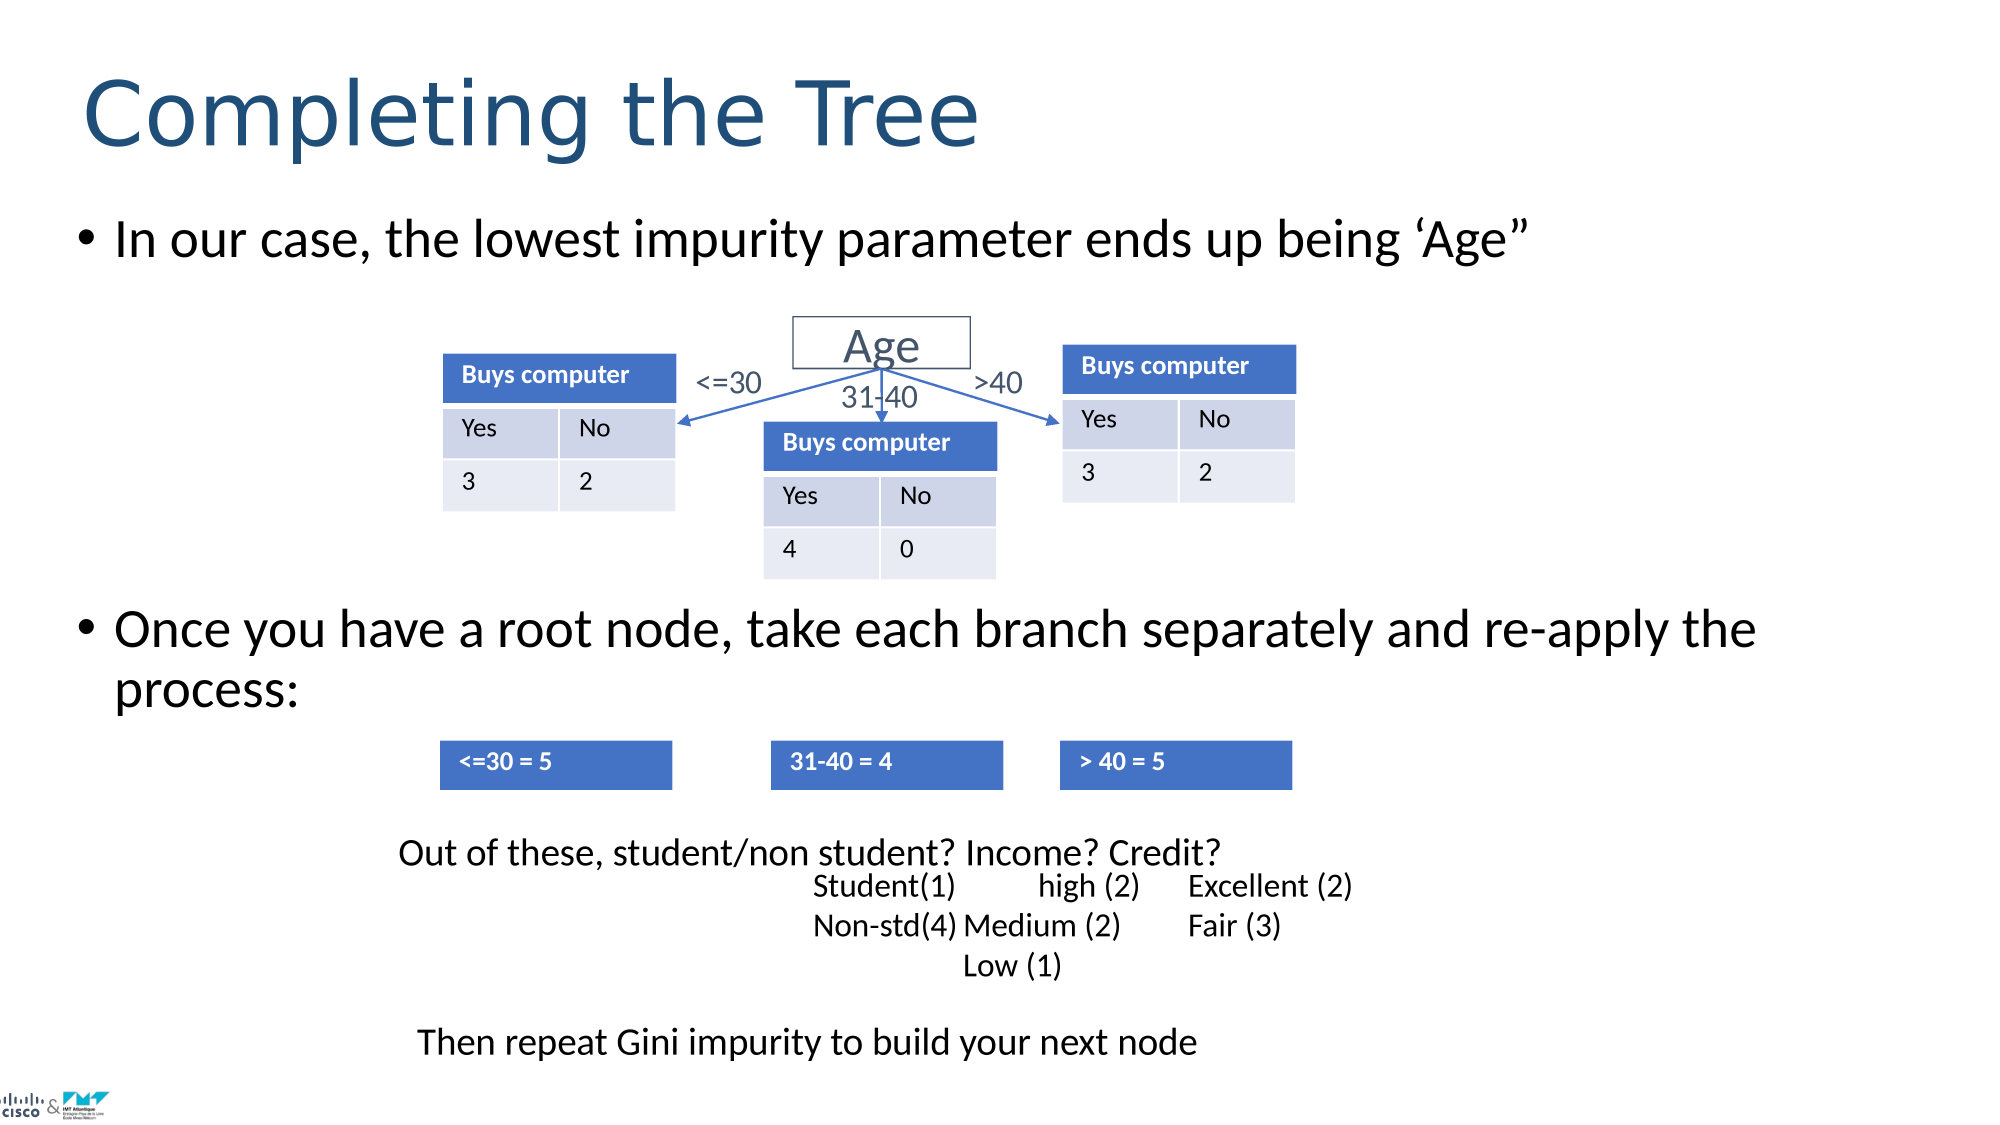 Completing the Tree
• In our case, the lowest impurity parameter ends up being ‘Age”
Age
<=30
31-40
>40
Buys computer
Yes No
3 2
Buys computer
Yes No
4 0
Buys computer
Yes No
3 2
• Once you have a root node, take each branch separately and re-apply the
process:
<=30 = 5
31-40 = 4
> 40 = 5
Out of these, student/non student? Income? Credit?
Student(1) high (2) Excellent (2)
Non-std(4) Medium (2) Fair (3)
Low (1)
Then repeat Gini impurity to build your next node
CISCO & IMT Atlantique